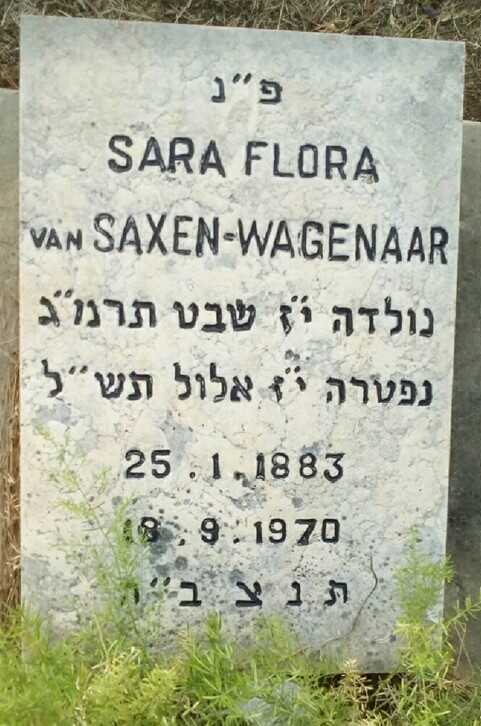 פ״נ
SARA FLORA
VAN SAXEN-WAGENAAR
נולדה י״ז שבט תרמ״ג
נפטרה י״ז אלול תש״ל
25.1.1883
18.9.1970
ת נ צ ב״ה